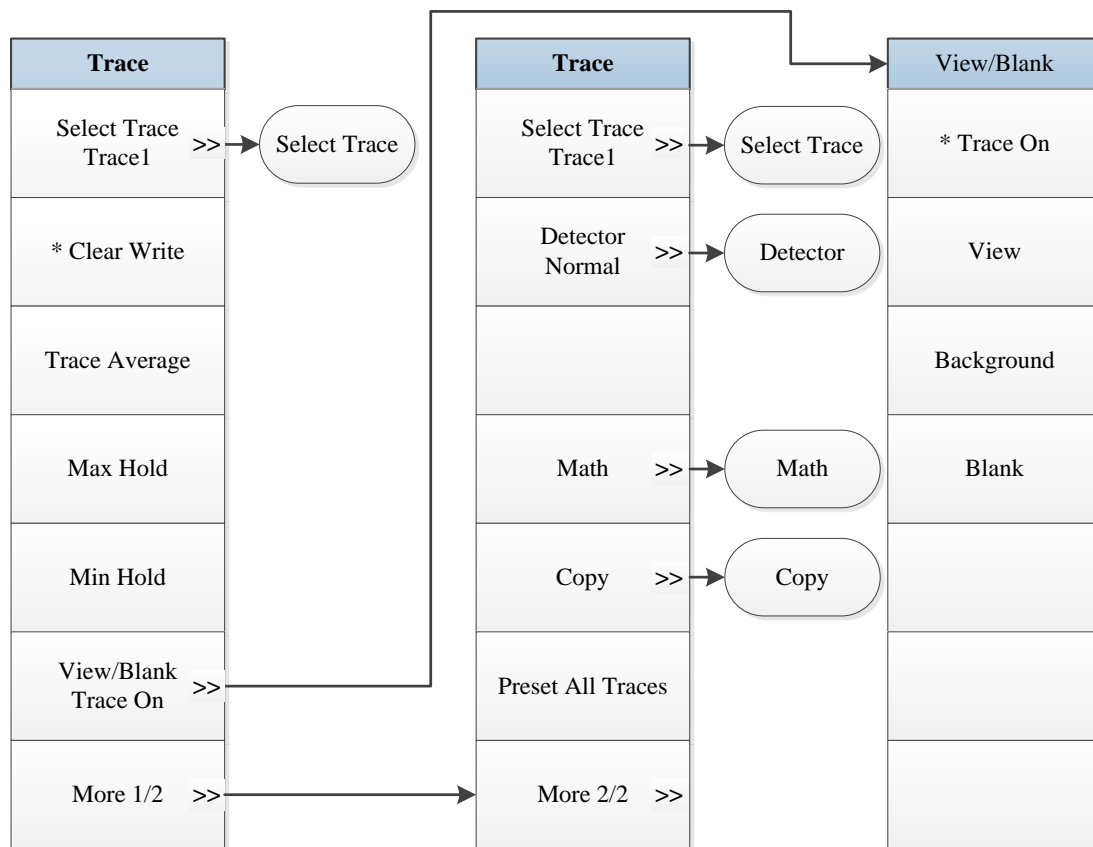 Trace
Select Trace
Trace1
>>
Select Trace
* Clear Write
Trace Average
Max Hold
Min Hold
View/Blank
Trace On
>>
More 1/2
>>
Trace
Select Trace
Trace1
>>
Select Trace
Detector
Normal
>>
Detector
Math
>>
Math
Copy
>>
Copy
Preset All Traces
More 2/2
>>
View/Blank
* Trace On
View
Background
Blank